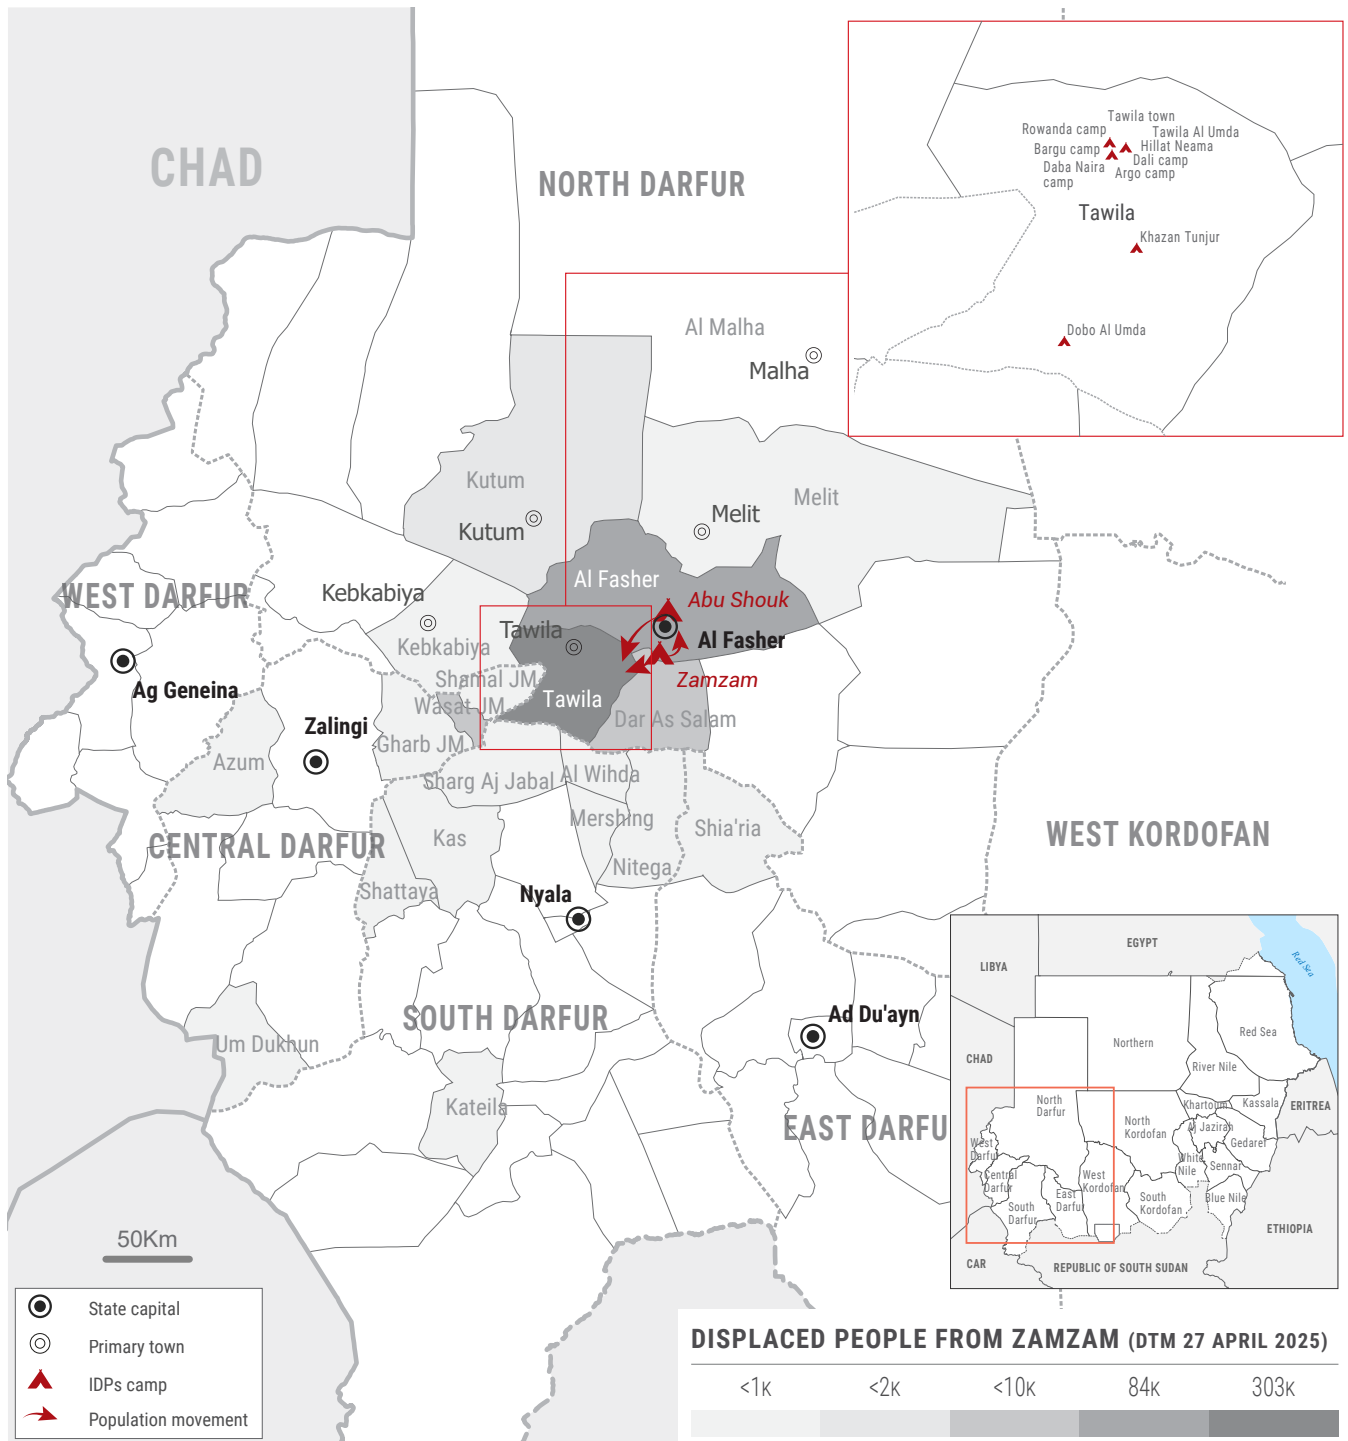 CHAD
NORTH DARFUR
Tawila town
Rowanda camp
Tawila Al Umda
Bargu camp
Hillat Neama
Dali camp
Daba Naira
camp
Argo camp
Tawila
Khazan Tunjur
Dobo Al Umda
Al Malha
Malha
Kutum
Kutum
Melit
Melit
Al Fasher
WEST DARFUR
Kebkabiya
Abu Shouk
Tawila
Al Fasher
Kebkabiya
Shamal JM
Zamzam
Ag Geneina
Wasat JM
Tawila
Dar As Salam
Zalingi
Gharb JM
Azum
Sharg Aj Jabal
Al Wihda
Mershing
Shia'ria
Kas
CENTRAL DARFUR
WEST KORDOFAN
Nitega
Shattaya
Nyala
SOUTH DARFUR
Ad Du'ayn
Um Dukhun
Kateila
EAST DARFU
EGYPT
LIBYA
Red Sea
Red Sea
Northern
CHAD
River Nile
North
Darfur
Khartoum
Kassala
ERITREA
North
Kordofan
Aj Jazirah
Gedaref
West
Darfur
White
Nile
Sennar
Central
Darfur
West
Kordofan
East
Darfur
South
Kordofan
Blue Nile
South
Darfur
ETHIOPIA
CAR
REPUBLIC OF SOUTH SUDAN
50Km
State capital
Primary town
IDPs camp
Population movement
DISPLACED PEOPLE FROM ZAMZAM (DTM 27 APRIL 2025)
<1K
<2K
<10K
84K
303K